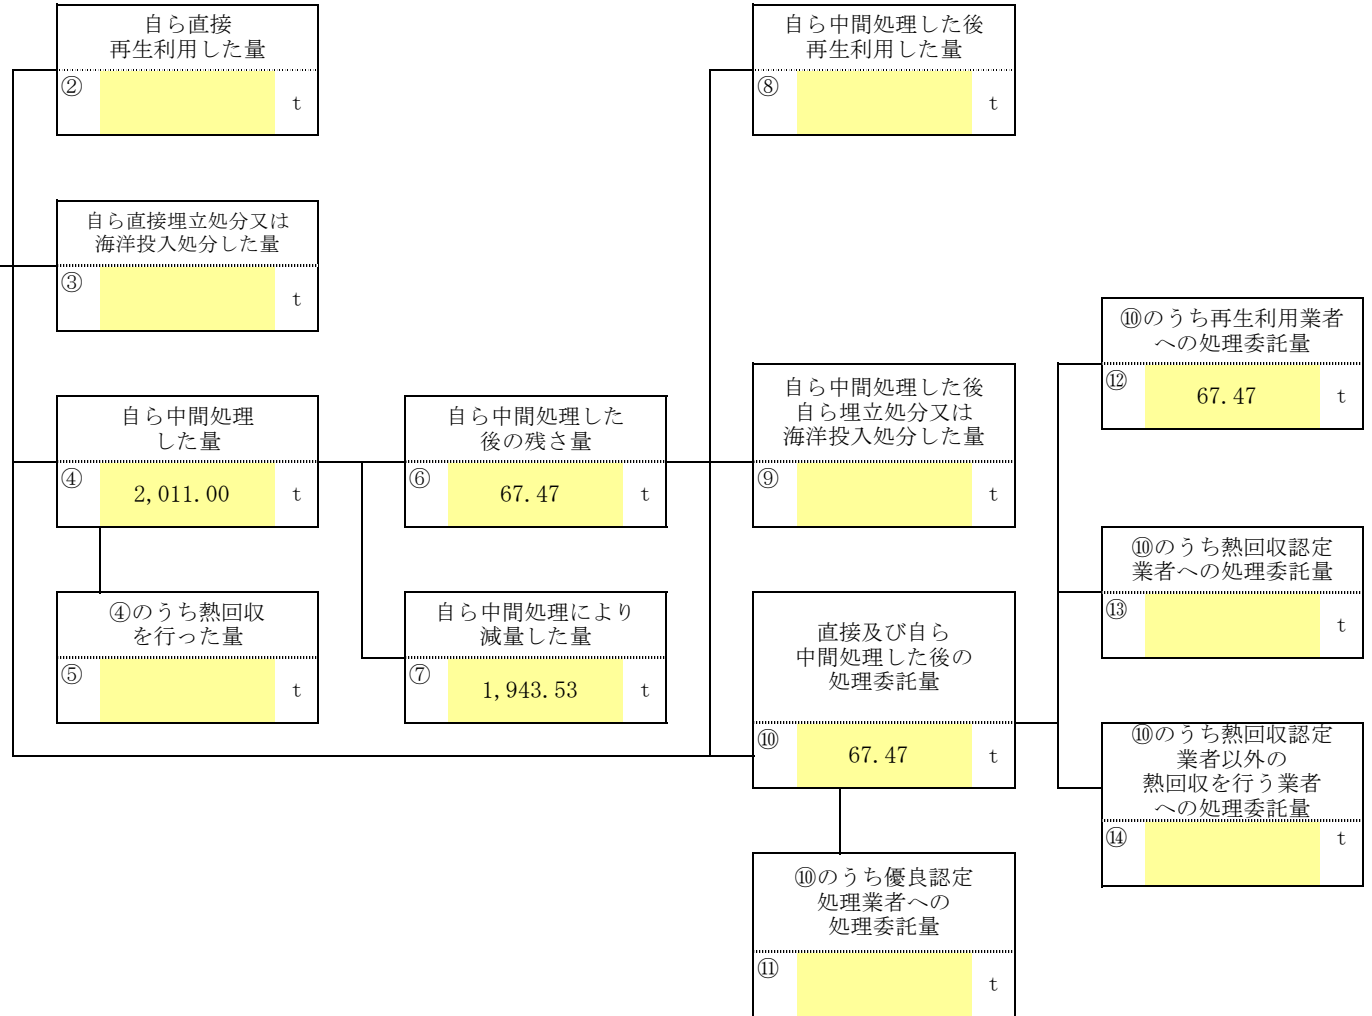 自ら直接
再生利用した量
②
t
自ら中間処理した後
再生利用した量
⑧
t
自ら直接埋立処分又は
海洋投入処分した量
③
t
⑩のうち再生利用業者
への処理委託量
⑫
67.47
t
自ら中間処理
した量
④
2,011.00
t
自ら中間処理した
後の残さ量
⑥
67.47
t
自ら中間処理した後
自ら埋立処分又は
海洋投入処分した量
⑨
t
⑩のうち熱回収認定
業者への処理委託量
⑬
t
④のうち熱回収
を行った量
⑤
t
自ら中間処理により
減量した量
⑦
1,943.53
t
直接及び自ら
中間処理した後の
処理委託量
⑩
67.47
t
⑩のうち熱回収認定
業者以外の
熱回収を行う業者
への処理委託量
⑭
t
⑩のうち優良認定
処理業者への
処理委託量
⑪
t